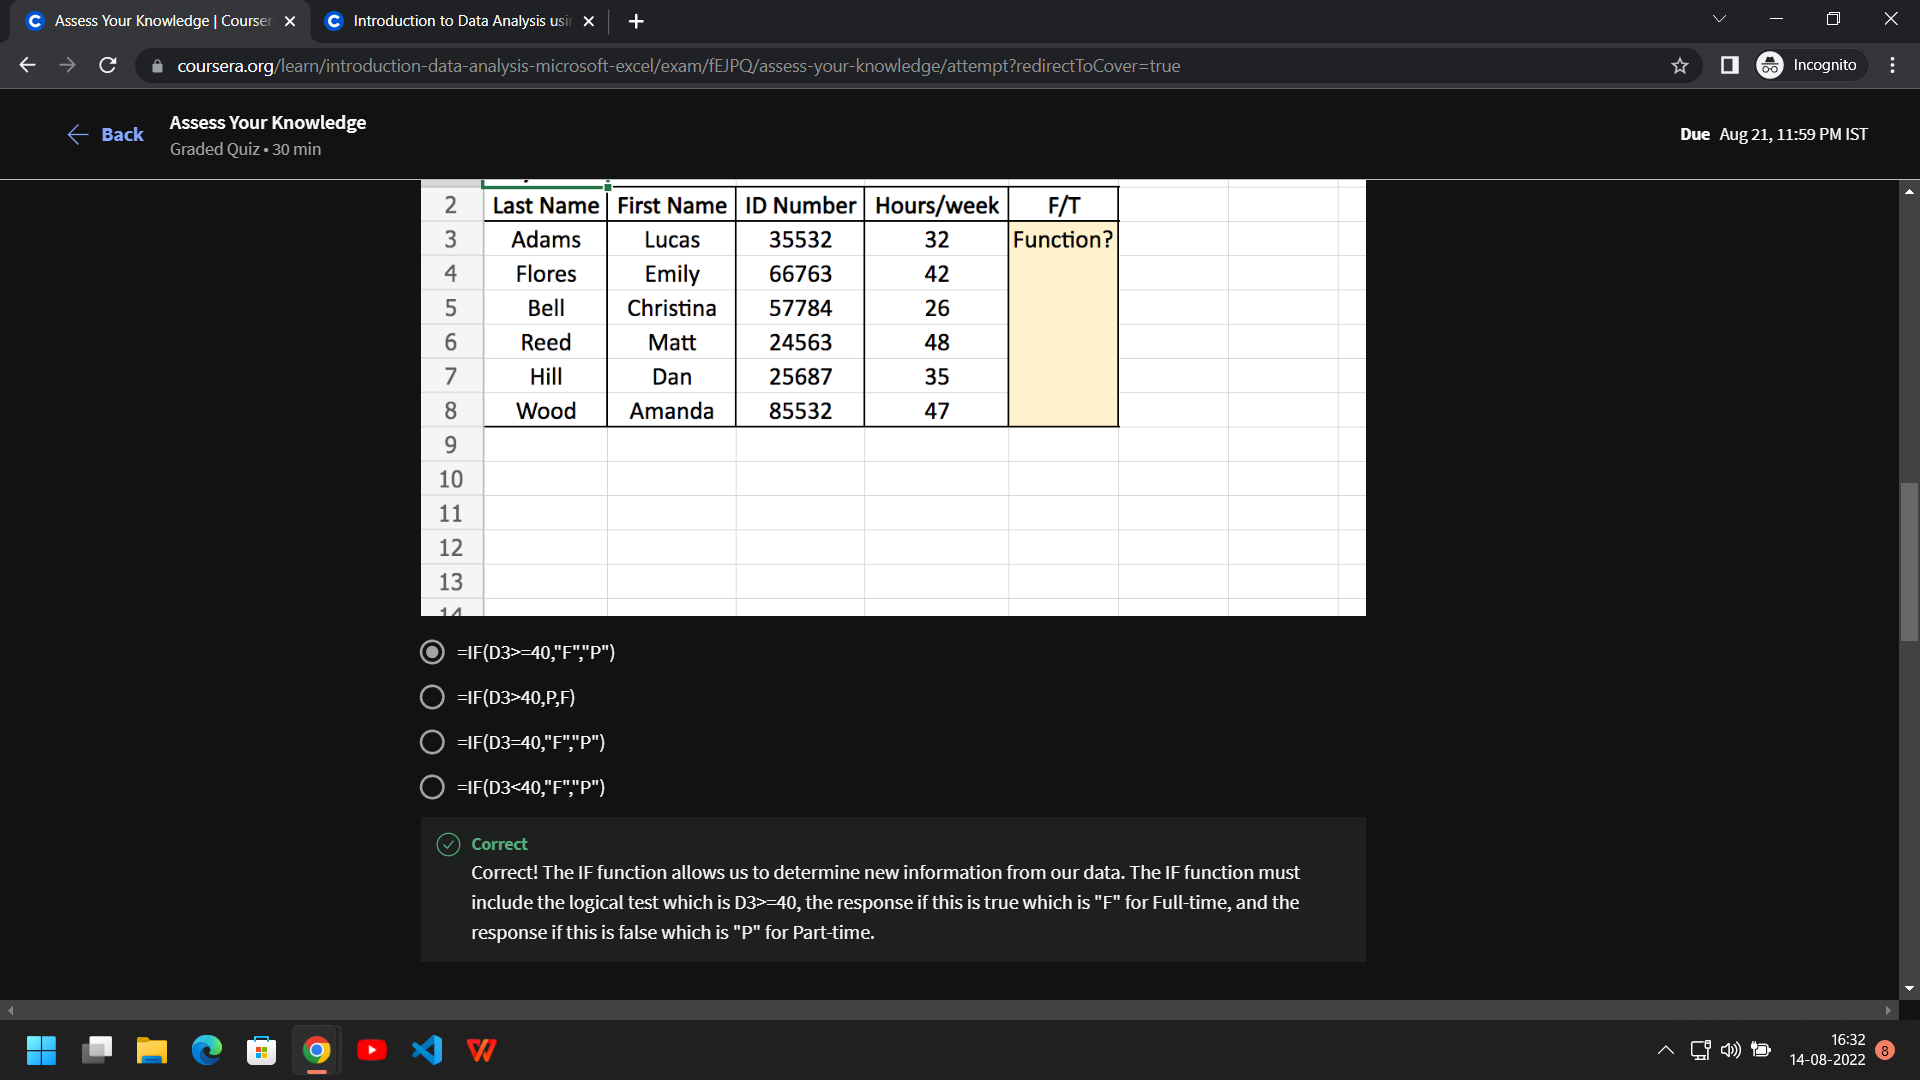 Assess Your Knowledge | Courser
Introduction to Data Analysis usin
coursera.org/learn/introduction-data-analysis-microsoft-excel/exam/fEJPQ/assess-your-knowledge/attempt?redirectToCover=true
Incognito
Back
Assess Your Knowledge
Graded Quiz • 30 min
Due Aug 21, 11:59 PM IST
2 Last Name First Name ID Number Hours/week F/T
3 Adams Lucas 35532 32 Function?
4 Flores Emily 66763 42
5 Bell Christina 57784 26
6 Reed Matt 24563 48
7 Hill Dan 25687 35
8 Wood Amanda 85532 47
9
10
11
12
13
14
=IF(D3>=40,"F","P")
=IF(D3>40,P,F)
=IF(D3=40,"F","P")
=IF(D3<40,"F","P")
Correct
Correct! The IF function allows us to determine new information from our data. The IF function must
include the logical test which is D3>=40, the response if this is true which is "F" for Full-time, and the
response if this is false which is "P" for Part-time.
16:32
14-08-2022
8